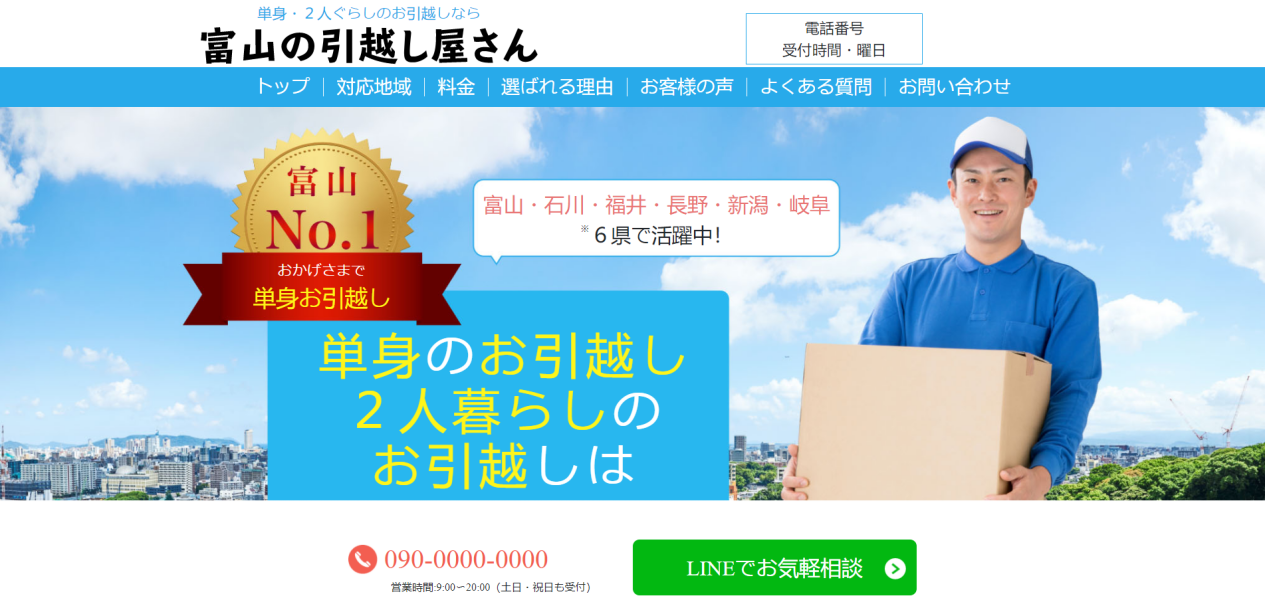 単身・２人ぐらしのお引越しなら
富山の引越し屋さん
電話番号
受付時間・曜日
トップ
対応地域
料金
選ばれる理由
お客様の声
よくある質問
お問い合わせ
富山
No.1
おかげさまで
単身お引越し
富山・石川・福井・長野・新潟・岐阜
※６県で活躍中！
単身のお引越し
２人暮らしの
お引越しは
090-0000-0000
営業時間:9:00〜20:00（土日・祝日も受付）
LINEでお気軽相談